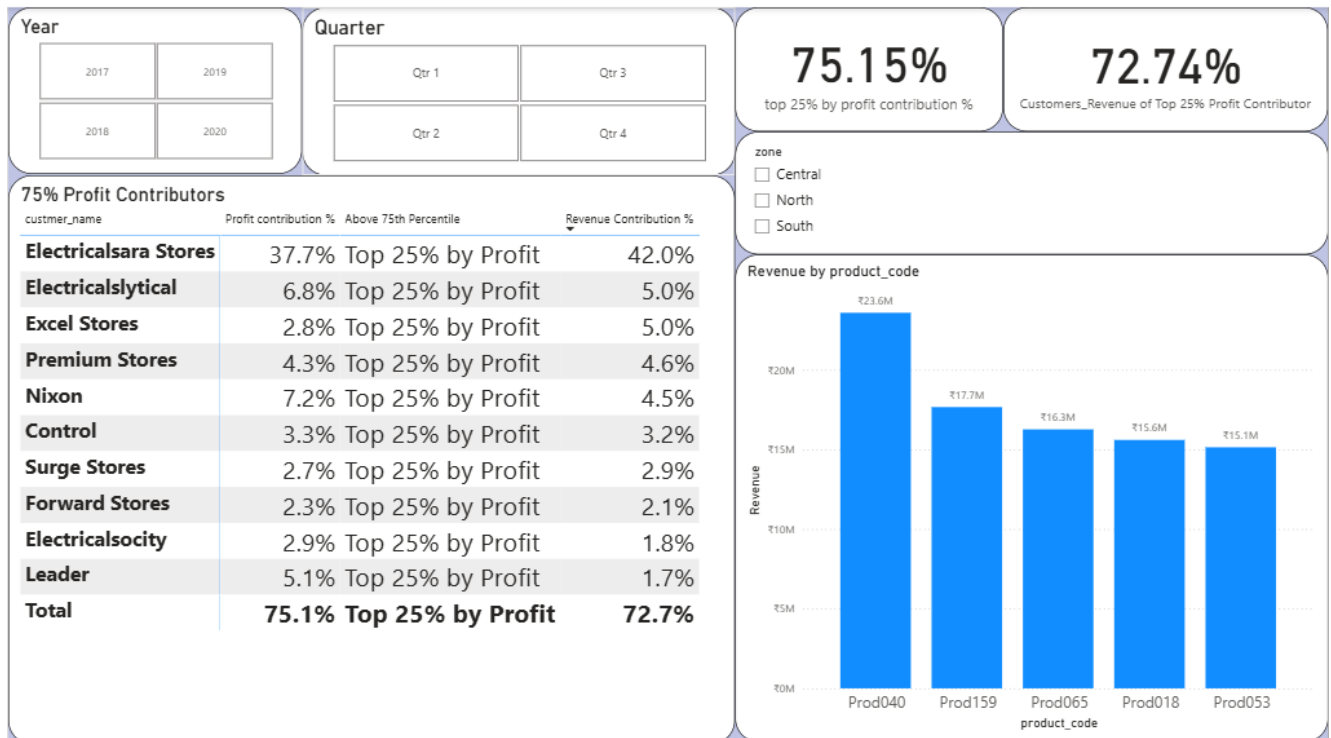 Year
2017 2019
2018 2020
Quarter
Qtr 1 Qtr 3
Qtr 2 Qtr 4
75.15%
top 25% by profit contribution %
72.74%
Customers_Revenue of Top 25% Profit Contributor
zone
Central
North
South
75% Profit Contributors
custmer_name Profit contribution % Above 75th Percentile Revenue Contribution %
Electricalsara Stores 37.7% Top 25% by Profit 42.0%
Electricalslytical 6.8% Top 25% by Profit 5.0%
Excel Stores 2.8% Top 25% by Profit 5.0%
Premium Stores 4.3% Top 25% by Profit 4.6%
Nixon 7.2% Top 25% by Profit 4.5%
Control 3.3% Top 25% by Profit 3.2%
Surge Stores 2.7% Top 25% by Profit 2.9%
Forward Stores 2.3% Top 25% by Profit 2.1%
Electricalsocity 2.9% Top 25% by Profit 1.8%
Leader 5.1% Top 25% by Profit 1.7%
Total 75.1% Top 25% by Profit 72.7%
Revenue by product_code
₹23.6M
₹20M
₹17.7M
₹16.3M
₹15.6M
₹15.1M
₹15M
Revenue
₹10M
₹5M
₹0M
Prod040 Prod159 Prod065 Prod018 Prod053
product_code